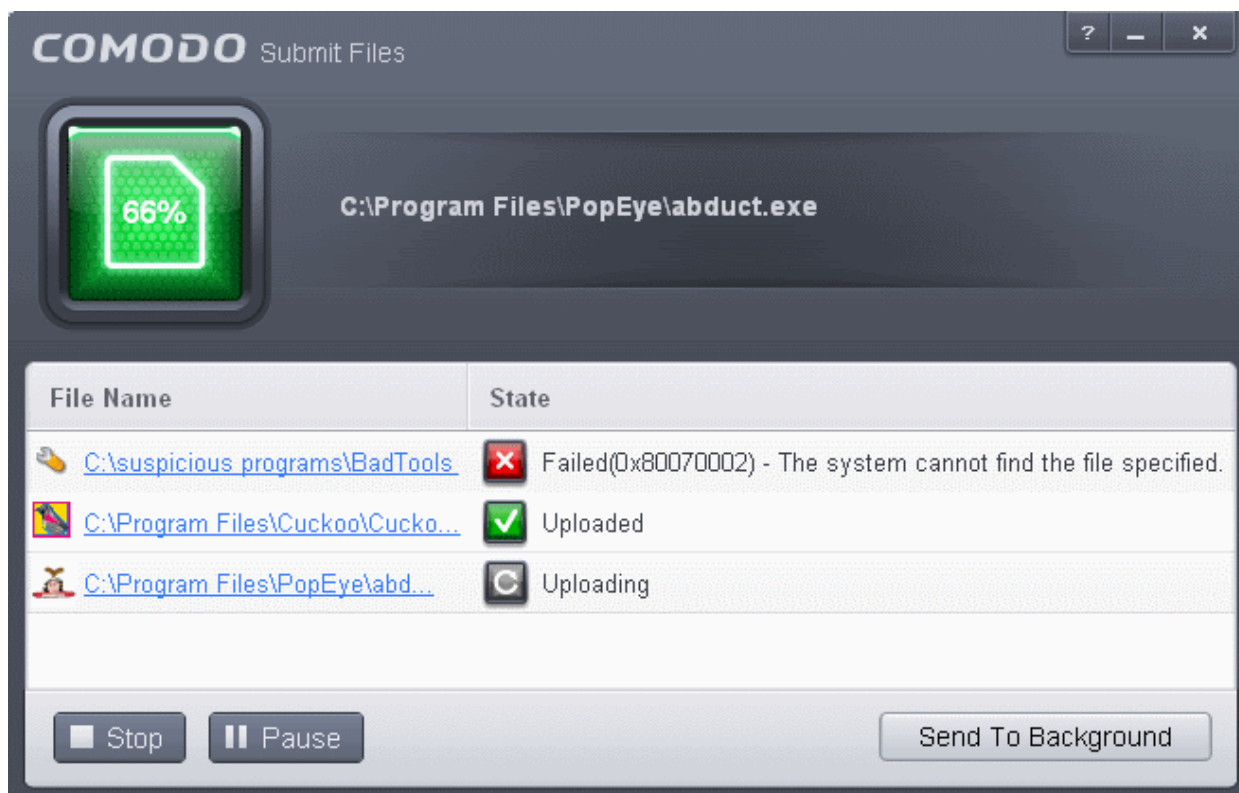 COMODO Submit Files
? _ x
66%
C:\Program Files\PopEye\abduct.exe
File Name State
C:\suspicious programs\BadTools Failed(0x80070002) - The system cannot find the file specified.
C:\Program Files\Cuckoo\Cucko... Uploaded
C:\Program Files\PopEye\abd... Uploading
Stop Pause Send To Background